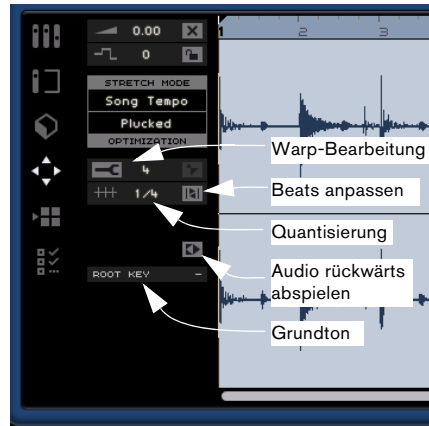 0.00
1 2 3
0
STRETCH MODE
Song Tempo
Plucked
OPTIMIZATION
Warp-Bearbeitung
4
Beats anpassen
1/4
Quantisierung
Audio rückwärts
abspielen
ROOT KEY –
Grundton